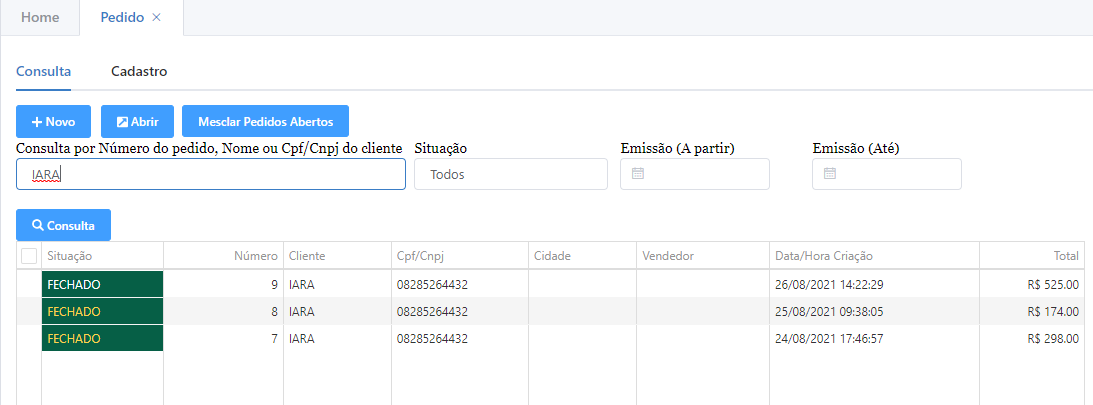 Home Pedido ×
Consulta Cadastro
+ Novo Abrir Mesclar Pedidos Abertos
Consulta por Número do pedido, Nome ou Cpf/Cnpj do cliente Situação Emissão (A partir) Emissão (Até)
IARA Todos
Consulta
Situação Número Cliente Cpf/Cnpj Cidade Vendedor Data/Hora Criação Total
FECHADO 9 IARA 08285264432 26/08/2021 14:22:29 R$ 525.00
FECHADO 8 IARA 08285264432 25/08/2021 09:38:05 R$ 174.00
FECHADO 7 IARA 08285264432 24/08/2021 17:46:57 R$ 298.00